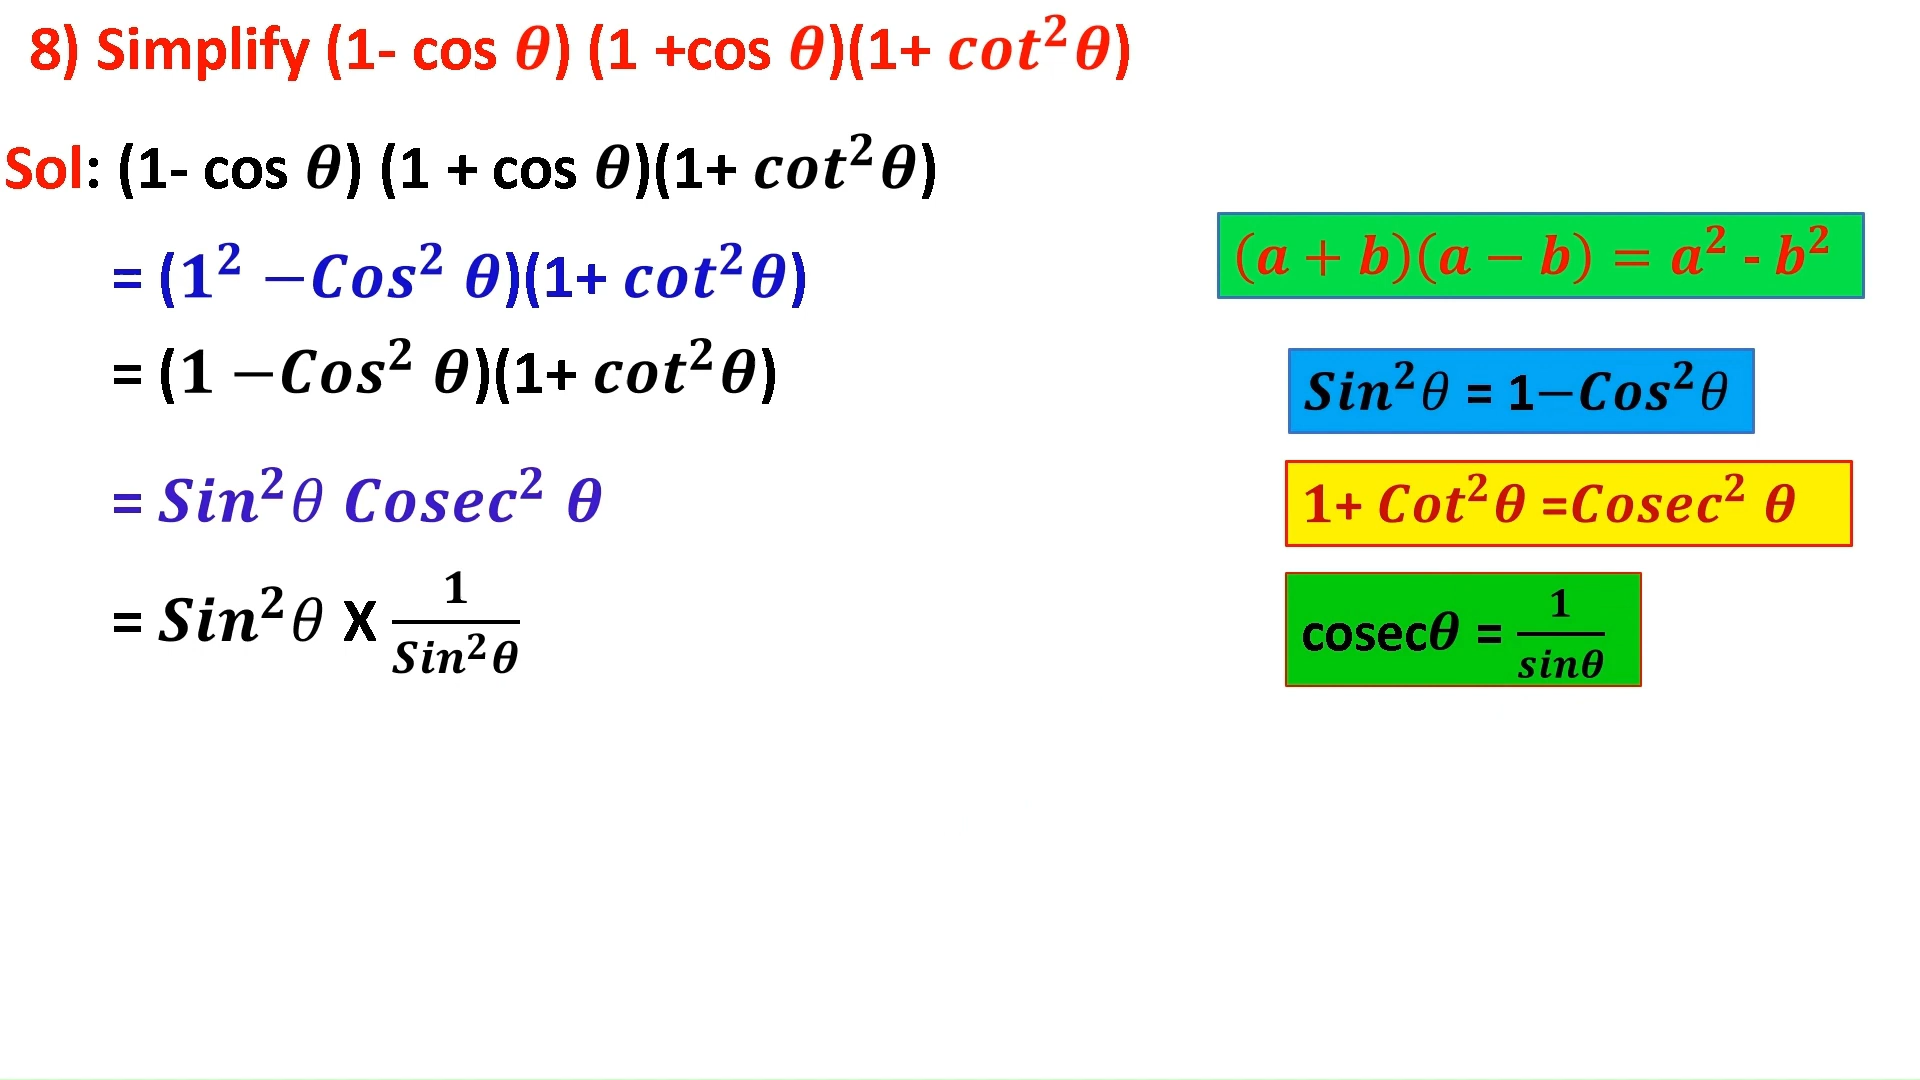 8) Simplify (1- cos θ) (1 +cos θ)(1+ cot²θ)
Sol: (1- cos θ) (1 + cos θ)(1+ cot²θ)
= (1² −Cos² θ)(1+ cot²θ)
= (1 −Cos² θ)(1+ cot²θ)
= Sin²θ Cosec² θ
= Sin²θ X 1/Sin²θ
(a + b)(a − b) = a² - b²
Sin²θ = 1−Cos²θ
1+ Cot²θ =Cosec² θ
cosecθ = 1/sinθ